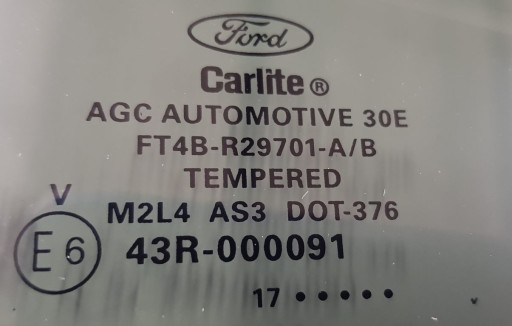 Ford
Carlite®
AGC AUTOMOTIVE 30E
FT4B-R29701-A/B
TEMPERED
V
M2L4 AS3 DOT-376
E6 43R-000091
17 •••••